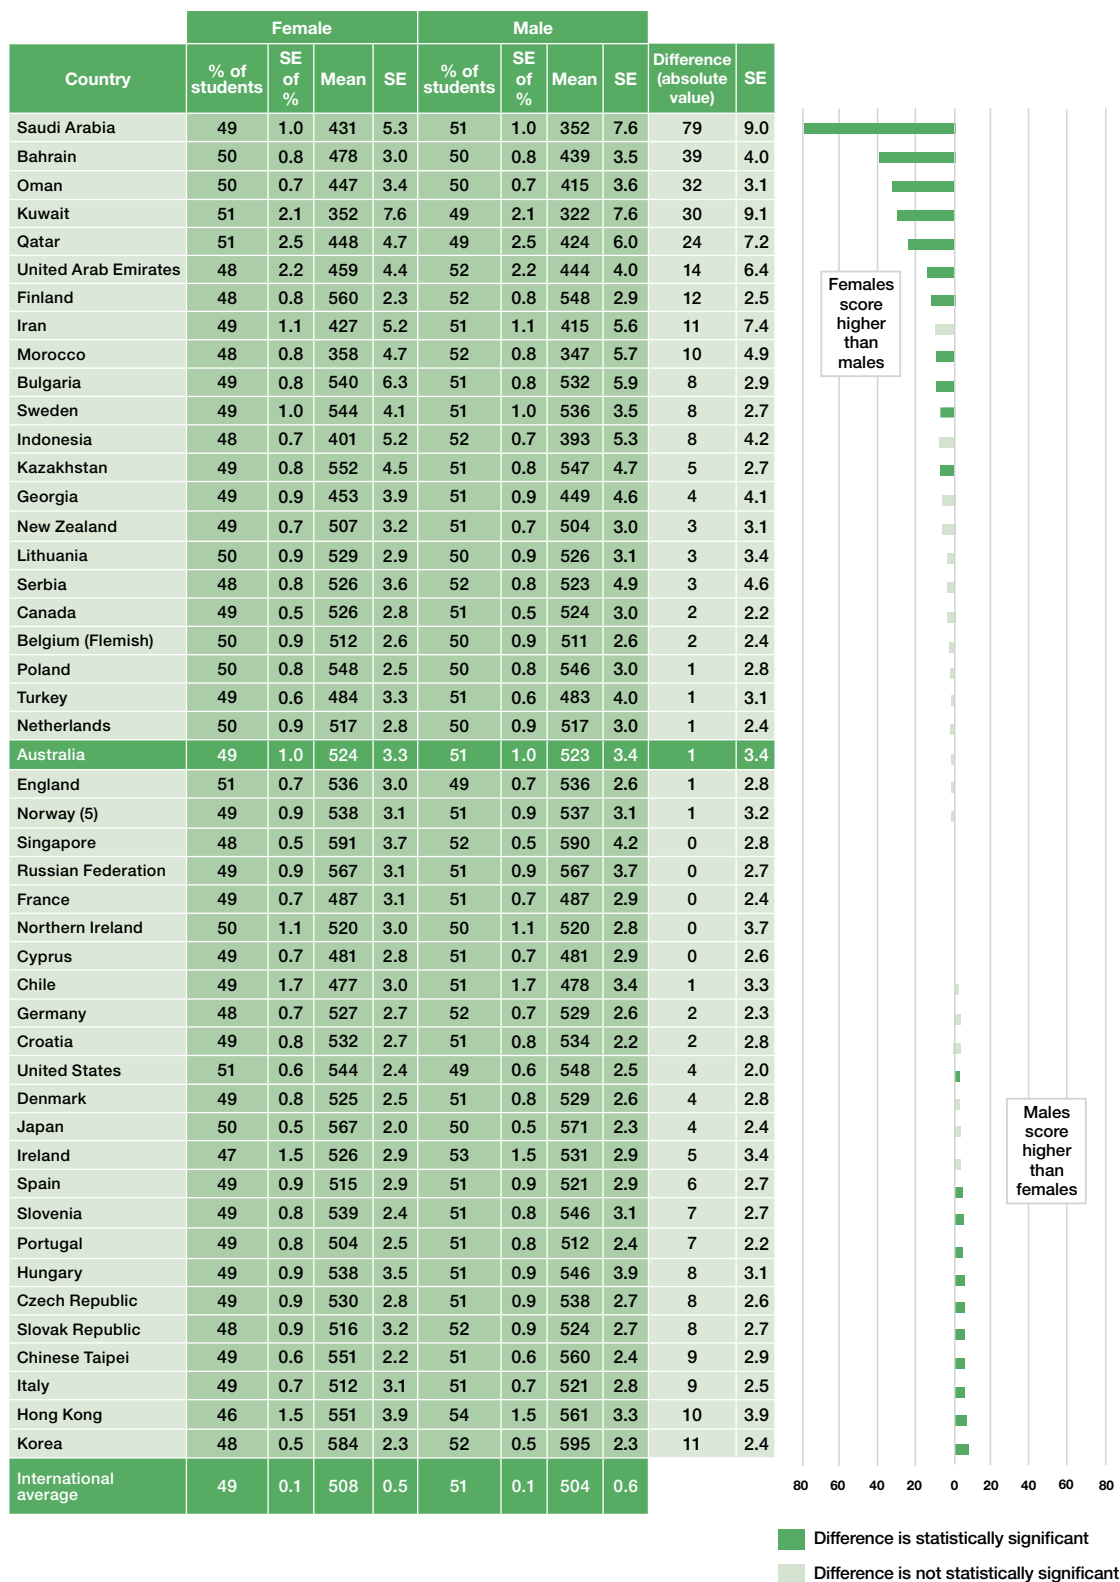 Female Male
Country % of students SE of % Mean SE % of students SE of % Mean SE Difference (absolute value) SE
Saudi Arabia 49 1.0 431 5.3 51 1.0 352 7.6 79 9.0
Bahrain 50 0.8 478 3.0 50 0.8 439 3.5 39 4.0
Oman 50 0.7 447 3.4 50 0.7 415 3.6 32 3.1
Kuwait 51 2.1 352 7.6 49 2.1 322 7.6 30 9.1
Qatar 51 2.5 448 4.7 49 2.5 424 6.0 24 7.2
United Arab Emirates 48 2.2 459 4.4 52 2.2 444 4.0 14 6.4
Finland 48 0.8 560 2.3 52 0.8 548 2.9 12 2.5
Iran 49 1.1 427 5.2 51 1.1 415 5.6 11 7.4
Morocco 48 0.8 358 4.7 52 0.8 347 5.7 10 4.9
Bulgaria 49 0.8 540 6.3 51 0.8 532 5.9 8 2.9
Sweden 49 1.0 544 4.1 51 1.0 536 3.5 8 2.7
Indonesia 48 0.7 401 5.2 52 0.7 393 5.3 8 4.2
Kazakhstan 49 0.8 552 4.5 51 0.8 547 4.7 5 2.7
Georgia 49 0.9 453 3.9 51 0.9 449 4.6 4 4.1
New Zealand 49 0.7 507 3.2 51 0.7 504 3.0 3 3.1
Lithuania 50 0.9 529 2.9 50 0.9 526 3.1 3 3.4
Serbia 48 0.8 526 3.6 52 0.8 523 4.9 3 4.6
Canada 49 0.5 526 2.8 51 0.5 524 3.0 2 2.2
Belgium (Flemish) 50 0.9 512 2.6 50 0.9 511 2.6 2 2.4
Poland 50 0.8 548 2.5 50 0.8 546 3.0 1 2.8
Turkey 49 0.6 484 3.3 51 0.6 483 4.0 1 3.1
Netherlands 50 0.9 517 2.8 50 0.9 517 3.0 1 2.4
Australia 49 1.0 524 3.3 51 1.0 523 3.4 1 3.4
England 51 0.7 536 3.0 49 0.7 536 2.6 1 2.8
Norway (5) 49 0.9 538 3.1 51 0.9 537 3.1 1 3.2
Singapore 48 0.5 591 3.7 52 0.5 590 4.2 0 2.8
Russian Federation 49 0.9 567 3.1 51 0.9 567 3.7 0 2.7
France 49 0.7 487 3.1 51 0.7 487 2.9 0 2.4
Northern Ireland 50 1.1 520 3.0 50 1.1 520 2.8 0 3.7
Cyprus 49 0.7 481 2.8 51 0.7 481 2.9 0 2.6
Chile 49 1.7 477 3.0 51 1.7 478 3.4 1 3.3
Germany 48 0.7 527 2.7 52 0.7 529 2.6 2 2.3
Croatia 49 0.8 532 2.7 51 0.8 534 2.2 2 2.8
United States 51 0.6 544 2.4 49 0.6 548 2.5 4 2.0
Denmark 49 0.8 525 2.5 51 0.8 529 2.6 4 2.8
Japan 50 0.5 567 2.0 50 0.5 571 2.3 4 2.4
Ireland 47 1.5 526 2.9 53 1.5 531 2.9 5 3.4
Spain 49 0.9 515 2.9 51 0.9 521 2.9 6 2.7
Slovenia 49 0.8 539 2.4 51 0.8 546 3.1 7 2.7
Portugal 49 0.8 504 2.5 51 0.8 512 2.4 7 2.2
Hungary 49 0.9 538 3.5 51 0.9 546 3.9 8 3.1
Czech Republic 49 0.9 530 2.8 51 0.9 538 2.7 8 2.6
Slovak Republic 48 0.9 516 3.2 52 0.9 524 2.7 8 2.7
Chinese Taipei 49 0.6 551 2.2 51 0.6 560 2.4 9 2.9
Italy 49 0.7 512 3.1 51 0.7 521 2.8 9 2.5
Hong Kong 46 1.5 551 3.9 54 1.5 561 3.3 10 3.9
Korea 48 0.5 584 2.3 52 0.5 595 2.3 11 2.4
International average 49 0.1 508 0.5 51 0.1 504 0.6
Females
score
higher
than
males
Males
score
higher
than
females
80 60 40 20 0 20 40 60 80
Difference is statistically significant
Difference is not statistically significant